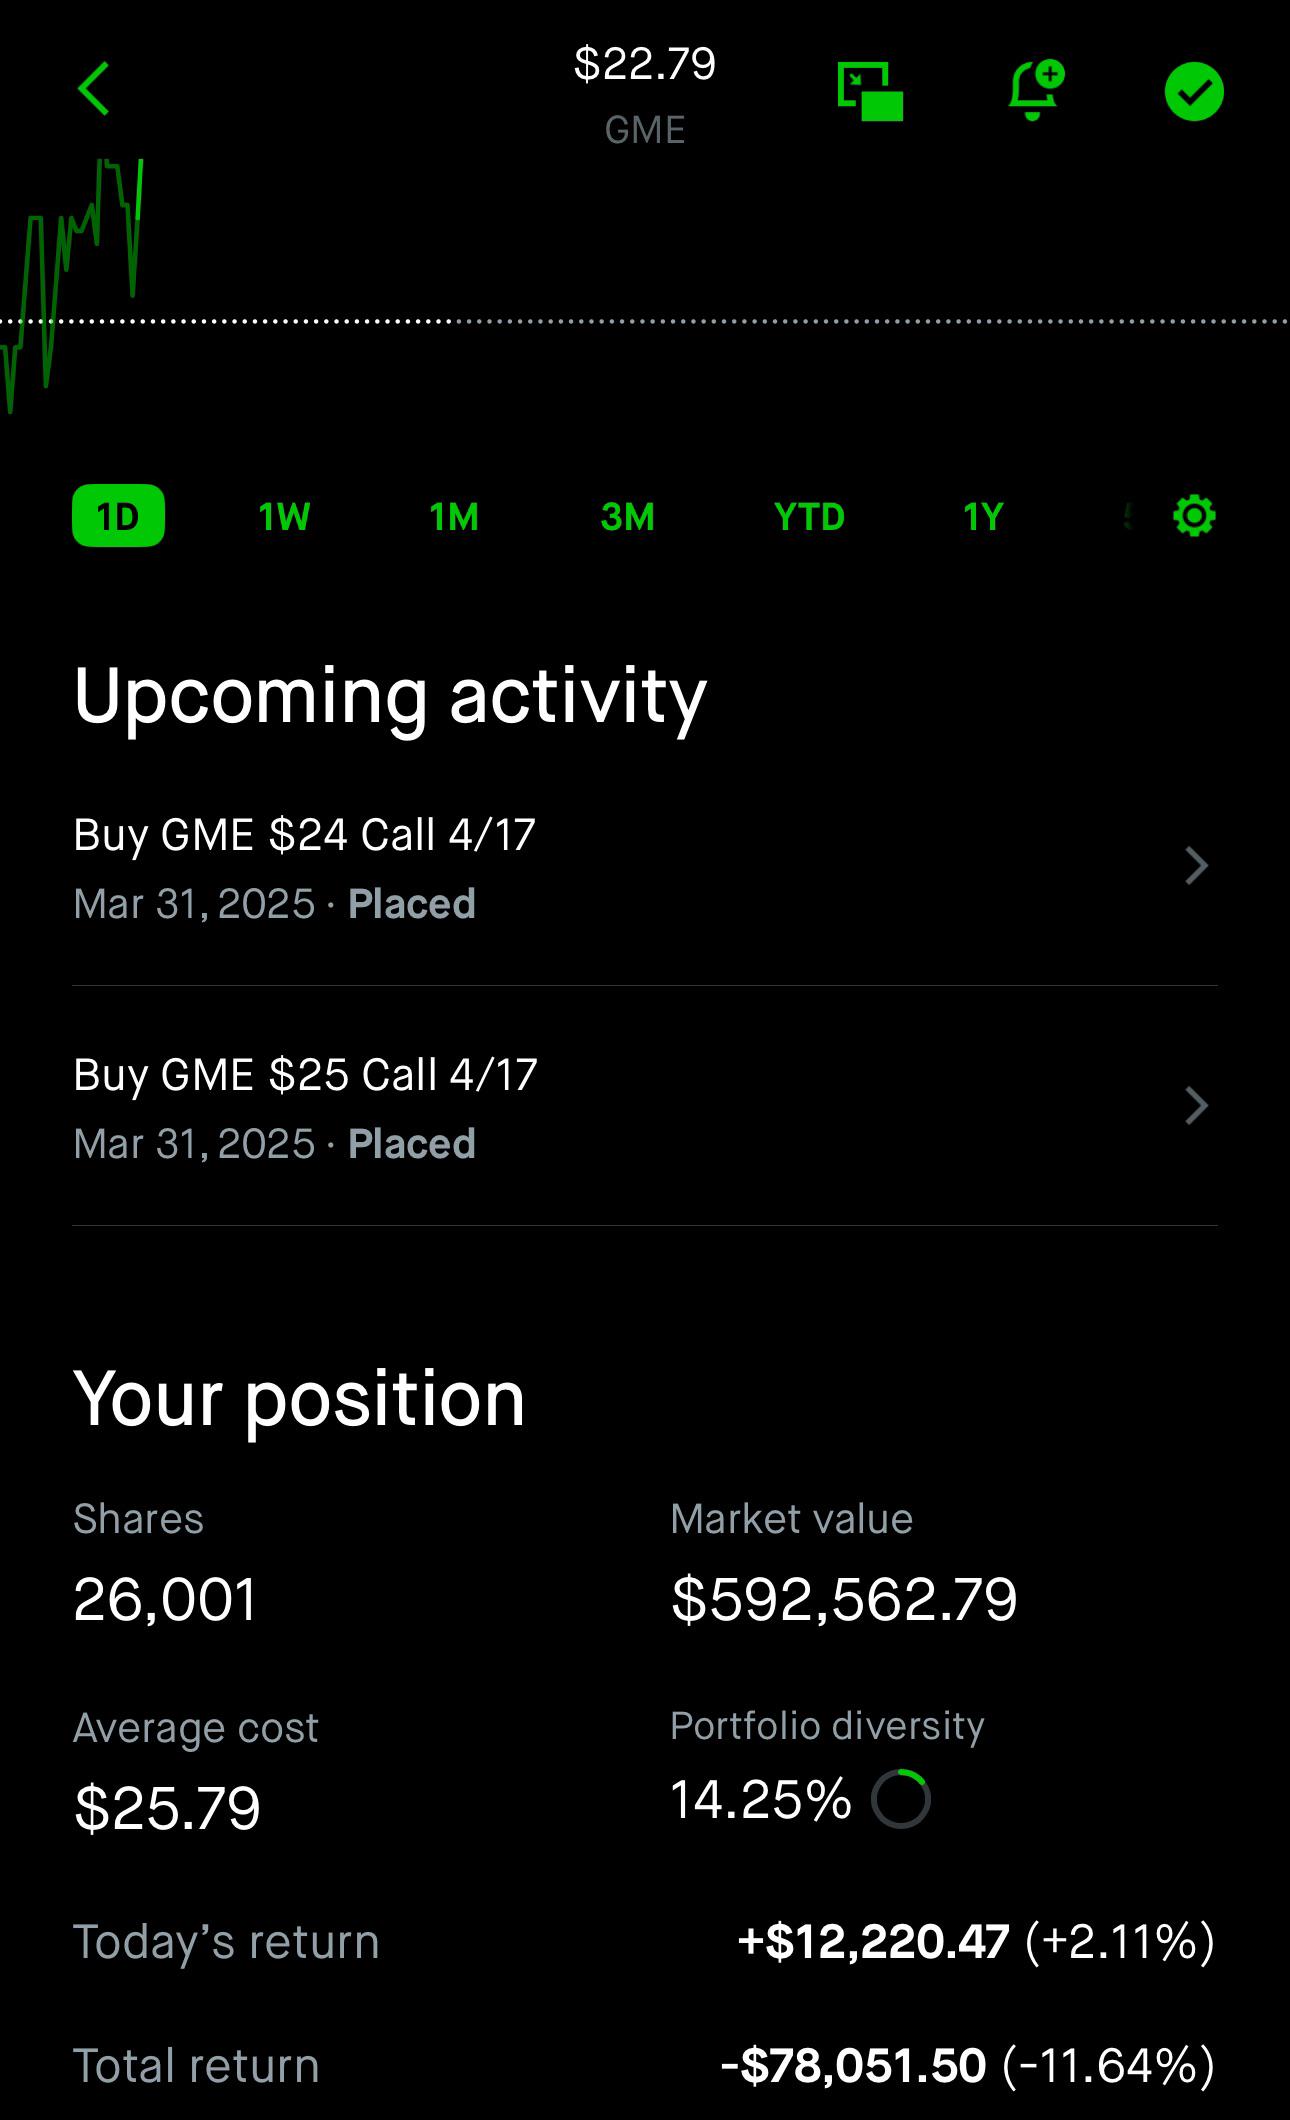 $22.79
GME
1D 1W 1M 3M YTD 1Y
Upcoming activity
Buy GME $24 Call 4/17
Mar 31, 2025 · Placed
Buy GME $25 Call 4/17
Mar 31, 2025 · Placed
Your position
Shares
Market value
26,001
$592,562.79
Average cost
Portfolio diversity
$25.79
14.25%
Today’s return
+$12,220.47 (+2.11%)
Total return
-$78,051.50 (-11.64%)